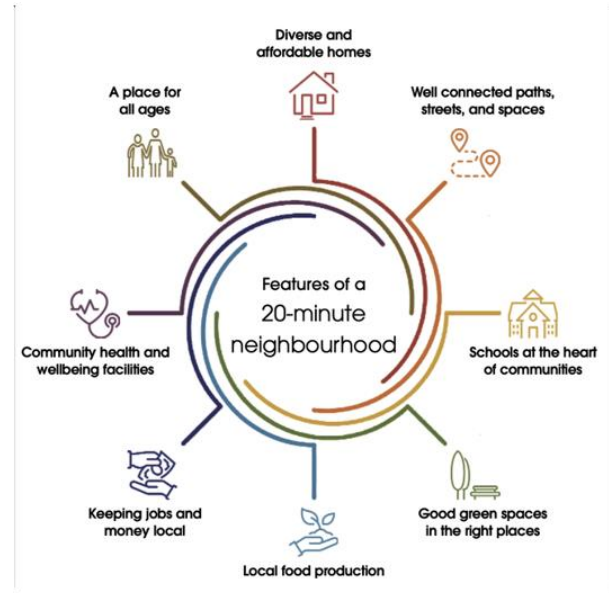 Diverse and
affordable homes
A place for
all ages
Well connected paths,
streets, and spaces
Features of a
20-minute
neighbourhood
Community health and
wellbeing facilities
Schools at the heart
of communities
Keeping jobs and
money local
Good green spaces
in the right places
Local food production